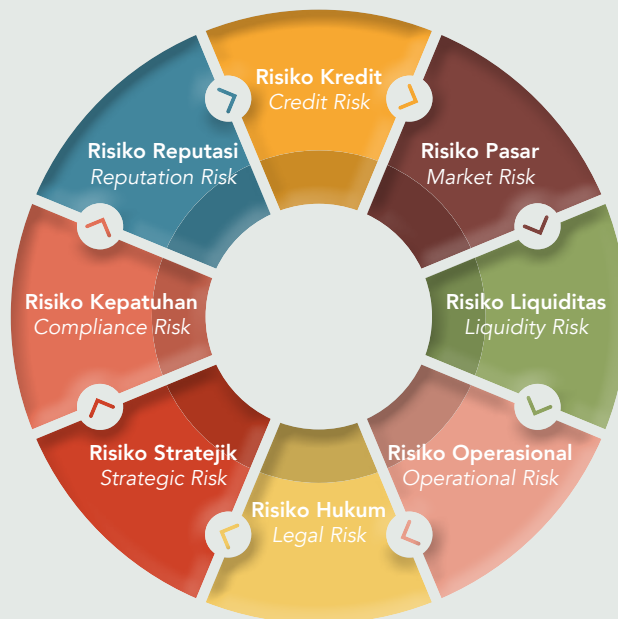 Risiko Kredit
Credit Risk
Risiko Pasar
Market Risk
Risiko Liquiditas
Liquidity Risk
Risiko Operasional
Operational Risk
Risiko Hukum
Legal Risk
Risiko Stratejik
Strategic Risk
Risiko Kepatuhan
Compliance Risk
Risiko Reputasi
Reputation Risk